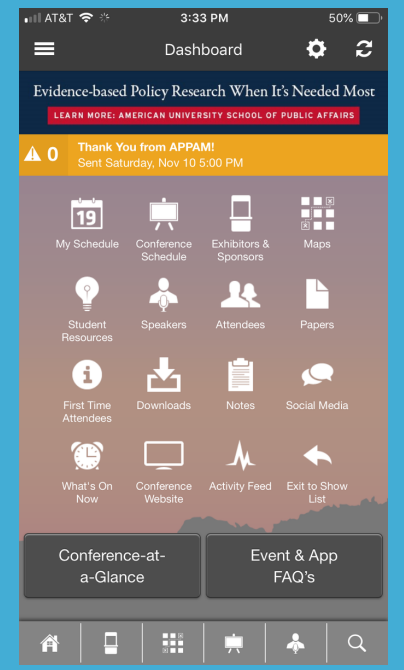 AT&T 3:33 PM 50%
Dashboard
Evidence-based Policy Research When It's Needed Most
LEARN MORE: AMERICAN UNIVERSITY SCHOOL OF PUBLIC AFFAIRS
0 Thank You from APPAM!
Sent Saturday, Nov 10 5:00 PM
19
My Schedule
Conference
Schedule
Exhibitors &
Sponsors
Maps
Student
Resources
Speakers
Attendees
Papers
First Time
Attendees
Downloads
Notes
Social Media
What's On
Now
Conference
Website
Activity Feed
Exit to Show
List
Conference-at-
a-Glance
Event & App
FAQ's